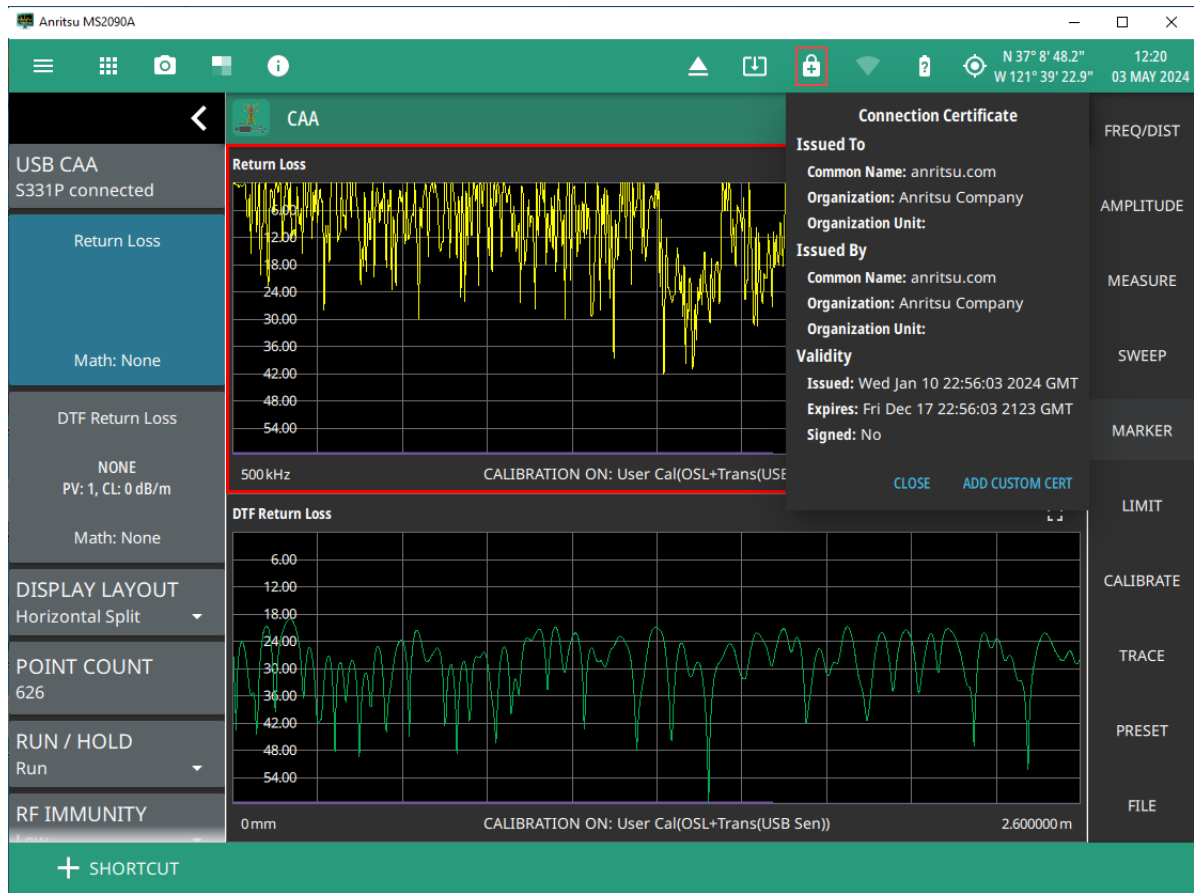 Anritsu MS2090A
N 37° 8' 48.2"
W 121° 39' 22.9"
12:20
03 MAY 2024
CAA
USB CAA
S331P connected
Return Loss
Math: None
DTF Return Loss
NONE
PV: 1, CL: 0 dB/m
Math: None
DISPLAY LAYOUT
Horizontal Split
POINT COUNT
626
RUN / HOLD
Run
RF IMMUNITY
Low
Return Loss
6.00
12.00
18.00
24.00
30.00
36.00
42.00
48.00
54.00
500 kHz
CALIBRATION ON: User Cal(OSL+Trans(USB
Connection Certificate
Issued To
Common Name: anritsu.com
Organization: Anritsu Company
Organization Unit:
Issued By
Common Name: anritsu.com
Organization: Anritsu Company
Organization Unit:
Validity
Issued: Wed Jan 10 22:56:03 2024 GMT
Expires: Fri Dec 17 22:56:03 2123 GMT
Signed: No
CLOSE ADD CUSTOM CERT
DTF Return Loss
6.00
12.00
18.00
24.00
30.00
36.00
42.00
48.00
54.00
0 mm
CALIBRATION ON: User Cal(OSL+Trans(USB Sen))
2.600000 m
FREQ/DIST
AMPLITUDE
MEASURE
SWEEP
MARKER
LIMIT
CALIBRATE
TRACE
PRESET
FILE
SHORTCUT